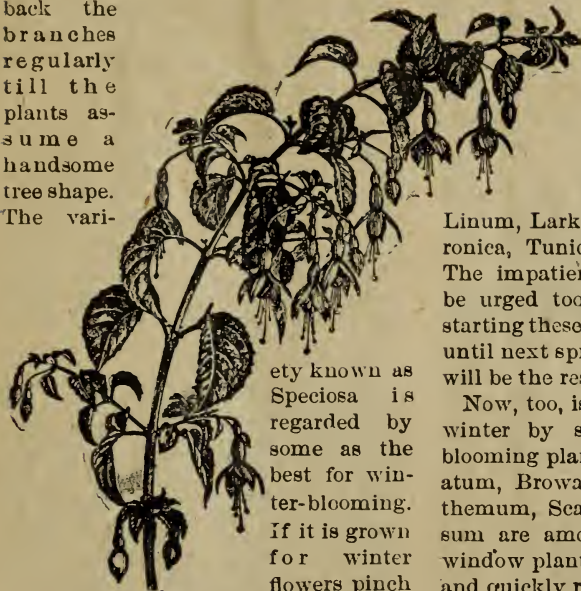 back the
branches
regularly
till the
plants as-
sume a
handsome
tree shape.
The vari-
ety known as
Speciosa is
regarded by
some as the
best for win-
ter-blooming.
If it is grown
for winter
flowers pinch
Linum, Lark
ronica, Tunic
The impatien
be urged too
starting these
until next spr
will be the res
Now, too, is
winter by s
blooming plan
atum, Browa
themum, Sca
sum are amo
window plant
and quickly r